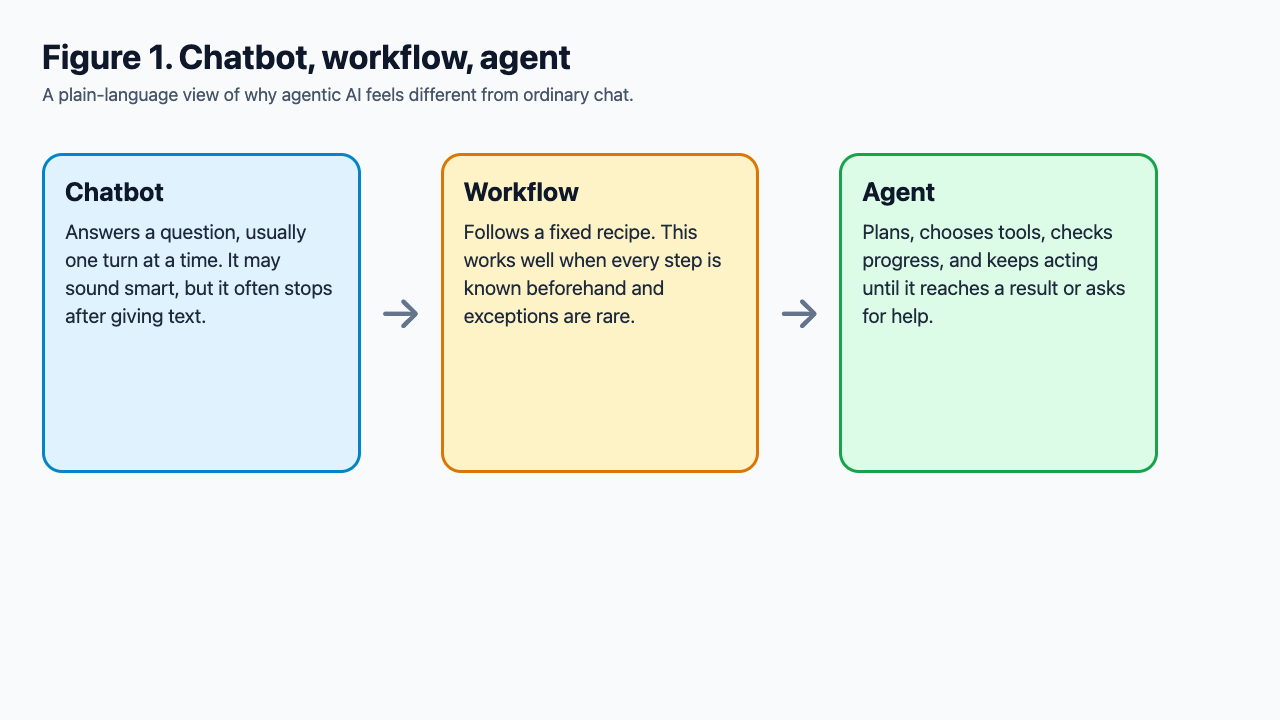 Figure 1. Chatbot, workflow, agent
A plain-language view of why agentic AI feels different from ordinary chat.
Chatbot
Answers a question, usually
one turn at a time. It may
sound smart, but it often stops
after giving text.
Workflow
Follows a fixed recipe. This
works well when every step is
known beforehand and
exceptions are rare.
Agent
Plans, chooses tools, checks
progress, and keeps acting
until it reaches a result or asks
for help.